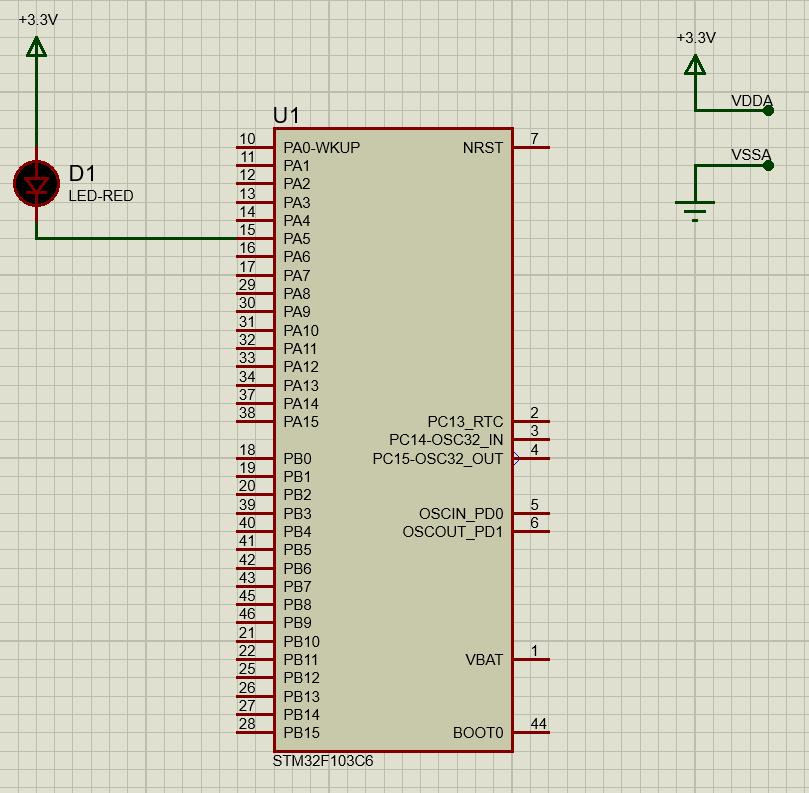 +3.3V
D1
LED-RED
+3.3V
VDDA
VSSA
U1
10 PA0-WKUP NRST 7
11 PA1
12 PA2
13 PA3
14 PA4
15 PA5
16 PA6
17 PA7
29 PA8
30 PA9
31 PA10
32 PA11
33 PA12
34 PA13
37 PA14
38 PA15 PC13_RTC 2
PC14-OSC32_IN 3
18 PB0 PC15-OSC32_OUT 4
19 PB1
20 PB2
39 PB3 OSCIN_PD0 5
40 PB4 OSCOUT_PD1 6
41 PB5
42 PB6
43 PB7
45 PB8
46 PB9
21 PB10
22 PB11 VBAT 1
25 PB12
26 PB13
27 PB14
28 PB15 BOOT0 44
STM32F103C6